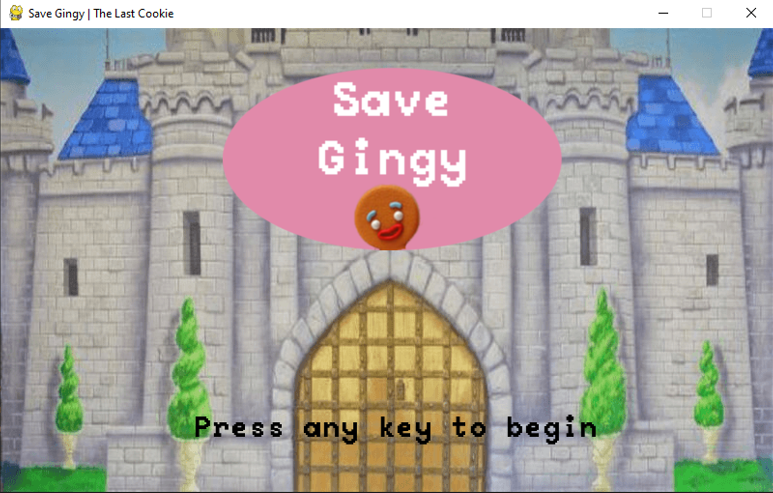 Save Gingy | The Last Cookie
Save
Gingy
Press any key to begin